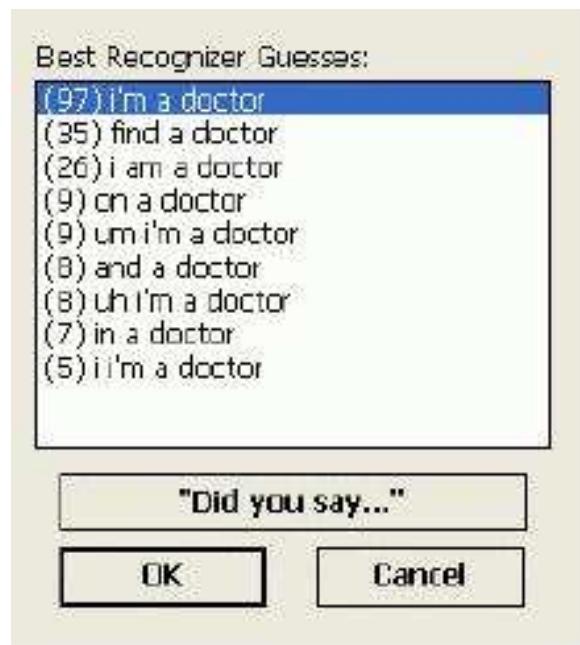 Best Recognizer Guesses:
(97) i'm a doctor
(35) find a doctor
(26) i am a doctor
(9) on a doctor
(9) um i'm a doctor
(8) and a doctor
(8) uh i'm a doctor
(7) in a doctor
(5) i i'm a doctor
"Did you say..."
OK
Cancel